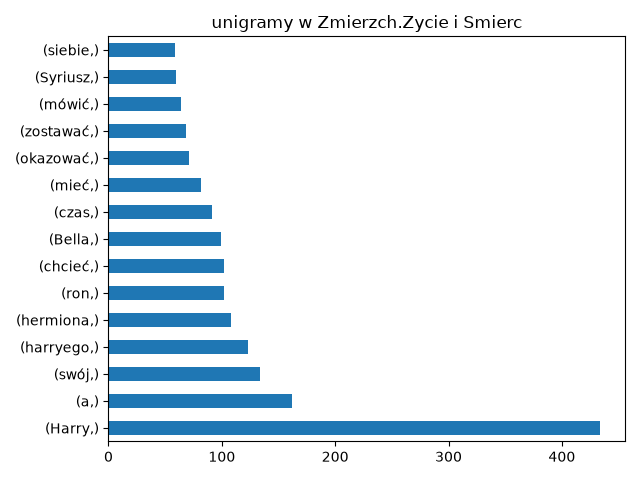 unigramy w Zmierzch.Zycie i Smierc
(siebie,)
(Syriusz,)
(mówić,)
(zostawać,)
(okazować,)
(mieć,)
(czas,)
(Bella,)
(chcieć,)
(ron,)
(hermiona,)
(harryego,)
(swój,)
(a,)
(Harry,)
0 100 200 300 400